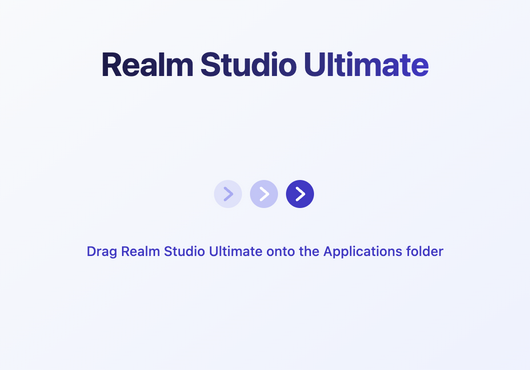 Realm Studio Ultimate
Drag Realm Studio Ultimate onto the Applications folder